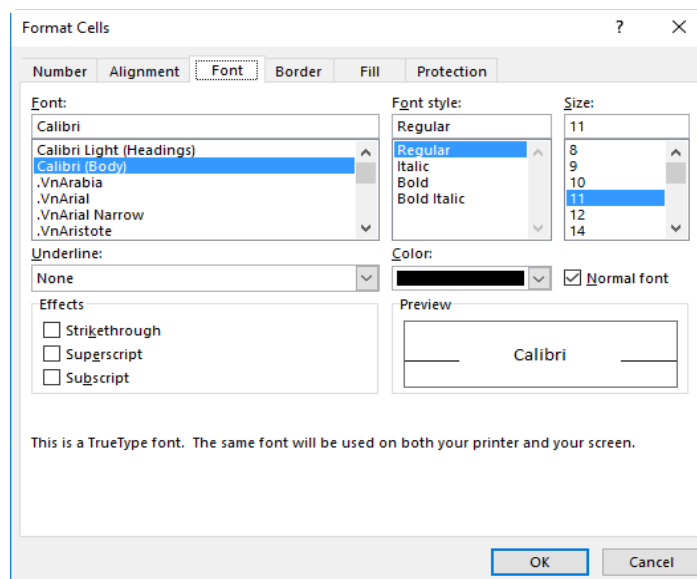 Format Cells ? ×
Number Alignment Font Border Fill Protection
Font: Font style: Size:
Calibri Regular 11
Calibri Light (Headings) Regular 8
Calibri (Body) Italic 9
.VnArabia Bold 10
.VnArial Bold Italic 11
.VnArial Narrow 12
.VnAristote 14
Underline: Color:
None Normal font
Effects Preview
Strikethrough
Superscript Calibri
Subscript
This is a TrueType font. The same font will be used on both your printer and your screen.
OK Cancel